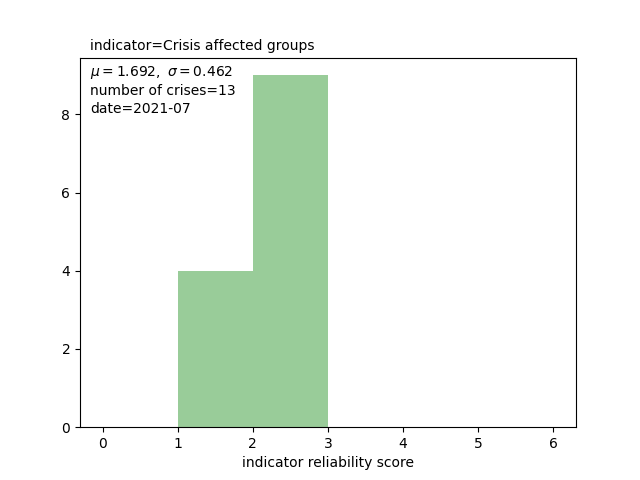 indicator=Crisis affected groups
μ = 1.692, σ = 0.462
number of crises=13
date=2021-07
8
6
4
2
0
0 1 2 3 4 5 6
indicator reliability score